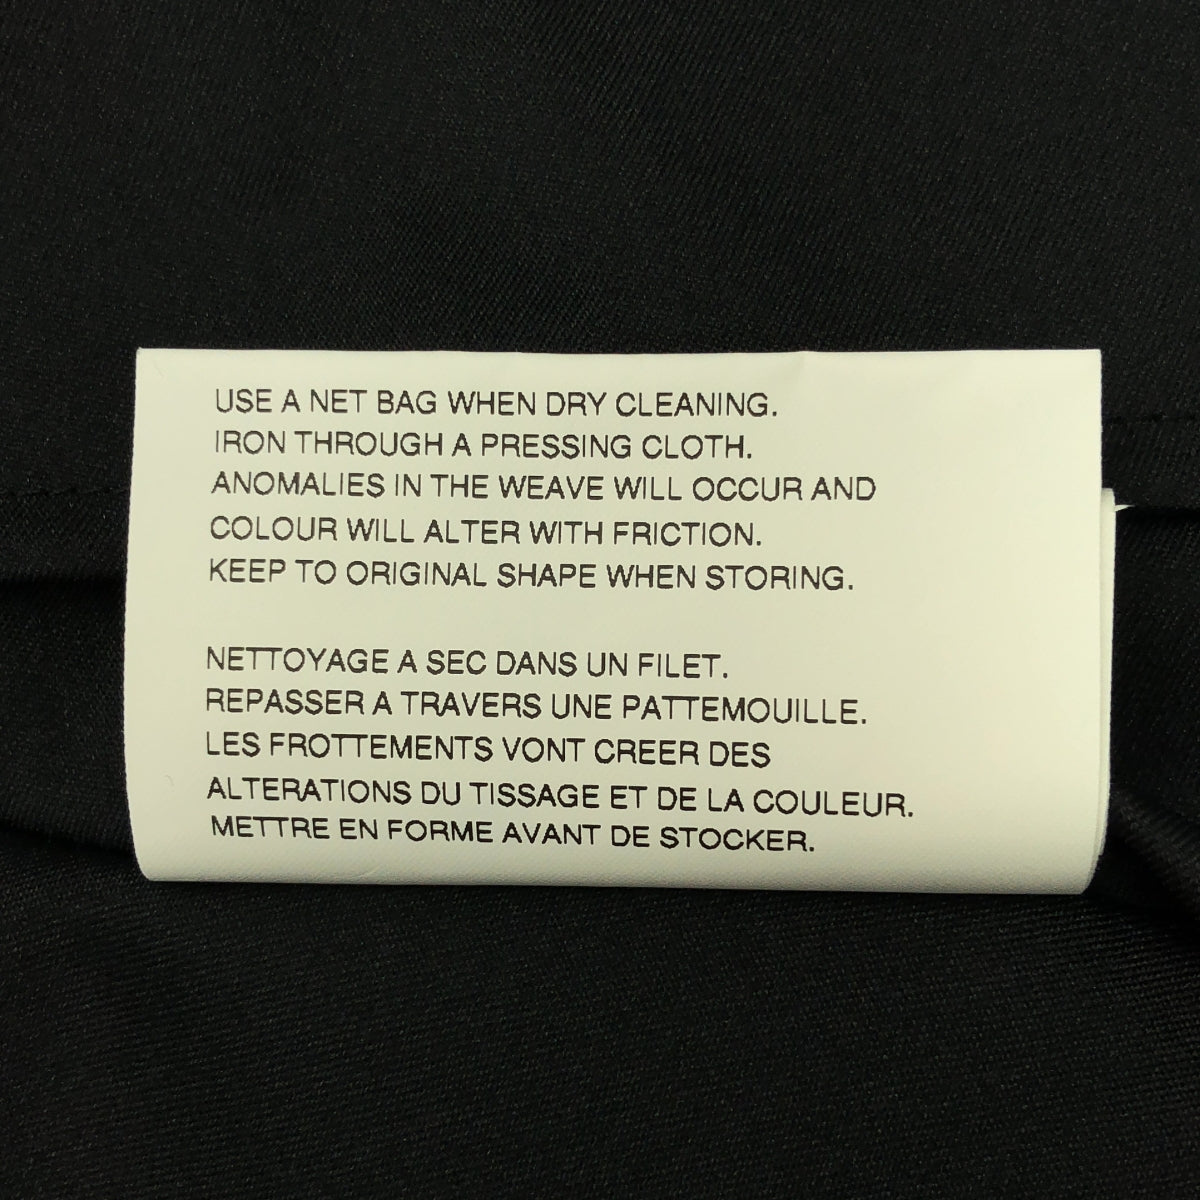 USE A NET BAG WHEN DRY CLEANING.
IRON THROUGH A PRESSING CLOTH.
ANOMALIES IN THE WEAVE WILL OCCUR AND
COLOUR WILL ALTER WITH FRICTION.
KEEP TO ORIGINAL SHAPE WHEN STORING.
NETTOYAGE A SEC DANS UN FILET.
REPASSER A TRAVERS UNE PATTEMOUILLE.
LES FROTTEMENTS VONT CREER DES
ALTERATIONS DU TISSAGE ET DE LA COULEUR.
METTRE EN FORME AVANT DE STOCKER.